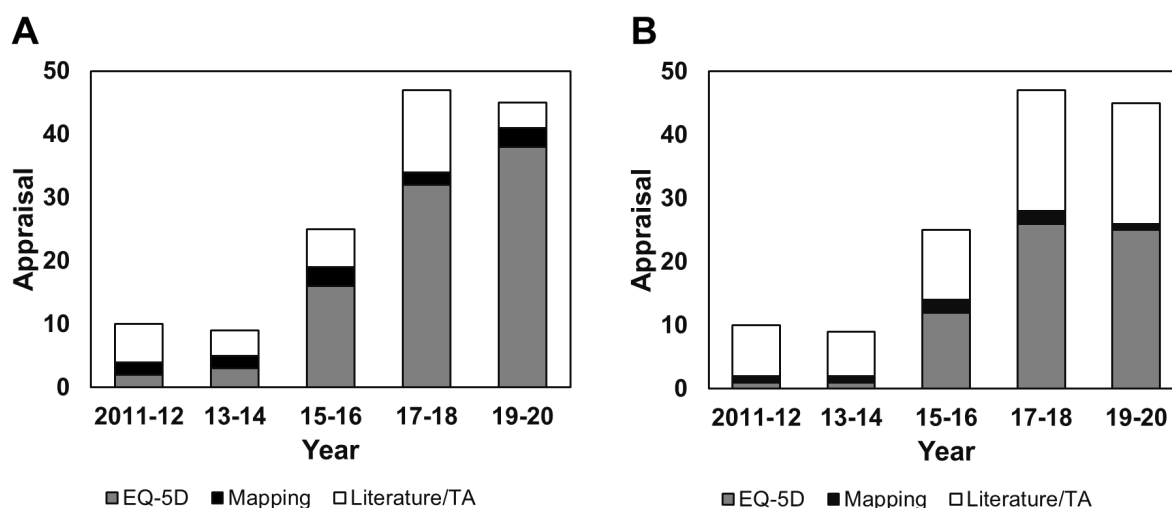 A
50
40
30
20
10
0
Appraisal
2011-12 13-14 15-16 17-18 19-20
Year
EQ-5D Mapping Literature/TA
B
50
40
30
20
10
0
Appraisal
2011-12 13-14 15-16 17-18 19-20
Year
EQ-5D Mapping Literature/TA